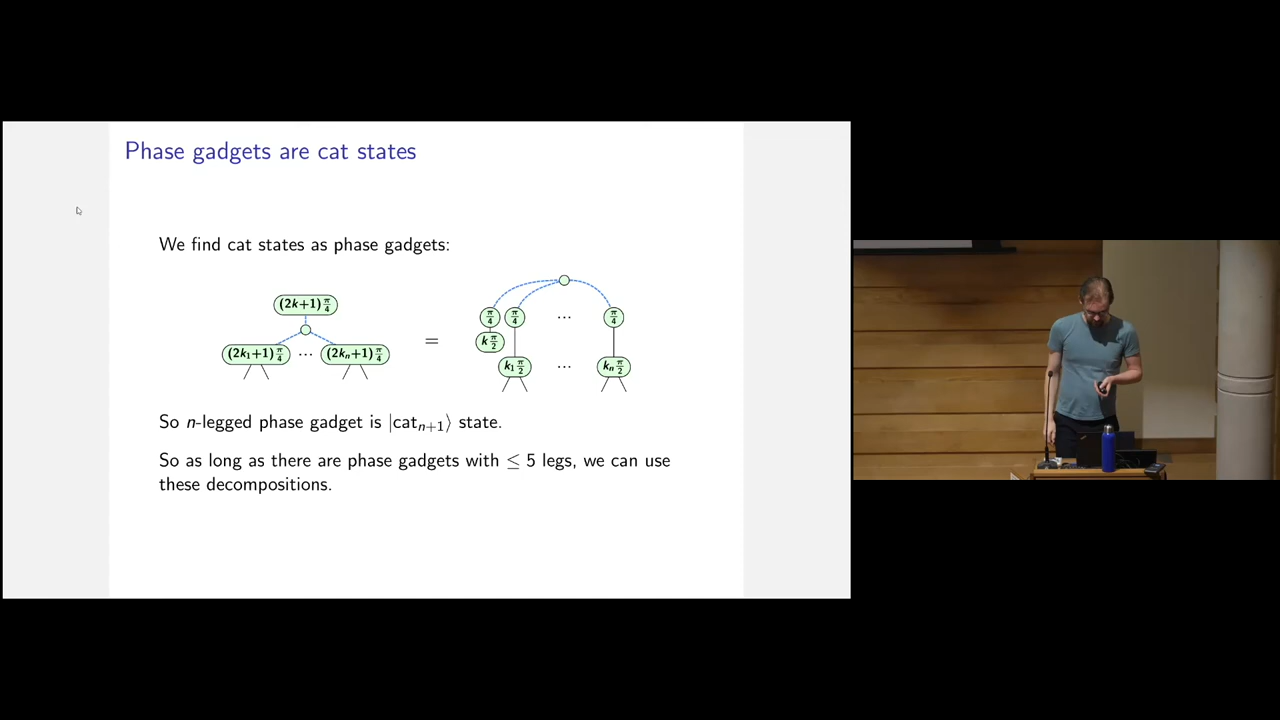 Phase gadgets are cat states
We find cat states as phase gadgets:
(2k+1)π/4
(2k₁+1)π/4 ··· (2kₙ+1)π/4
=
π/4 π/4 ··· π/4
k π/2
k₁ π/2 ··· kₙ π/2
So n-legged phase gadget is |catₙ₊₁⟩ state.
So as long as there are phase gadgets with ≤ 5 legs, we can use
these decompositions.